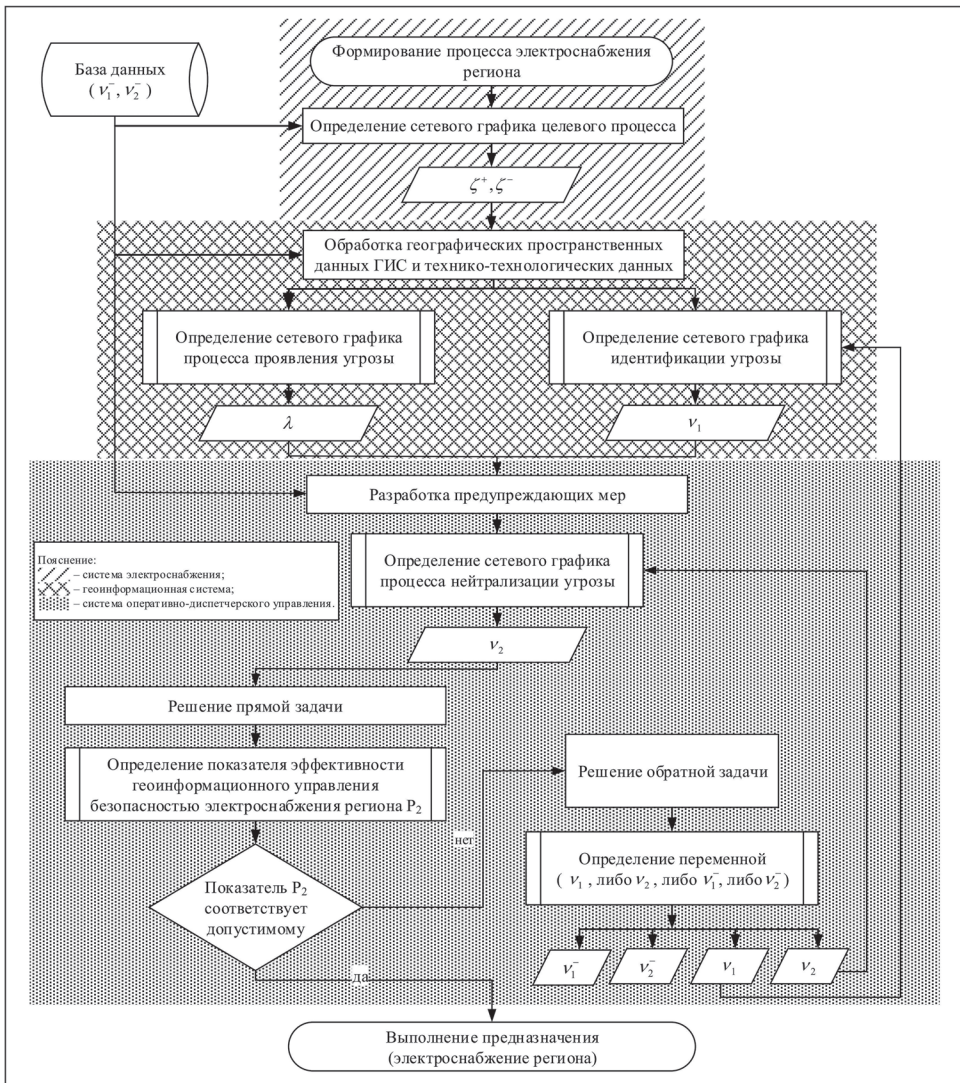 База данных
( ν₁⁻, ν₂⁻ )
Формирование процесса электроснабжения
региона
Определение сетевого графика целевого процесса
ζ⁺, ζ⁻
Обработка географических пространственных
данных ГИС и технико-технологических данных
Определение сетевого графика
процесса проявления угрозы
Определение сетевого графика
идентификации угрозы
λ
ν₁
Разработка предупреждающих мер
Определение сетевого графика
процесса нейтрализации угрозы
Пояснение:
– система электроснабжения;
– геоинформационная система;
– система оперативно-диспетчерского управления.
ν₂
Решение прямой задачи
Определение показателя эффективности
геоинформационного управления
безопасностью электроснабжения региона P₂
Решение обратной задачи
нет
Показатель P₂
соответствует
допустимому
Определение переменной
( ν₁ , либо ν₂ , либо ν₁⁻, либо ν₂⁻)
ν₁⁻
ν₂⁻
ν₁
ν₂
да
Выполнение предназначения
(электроснабжение региона)